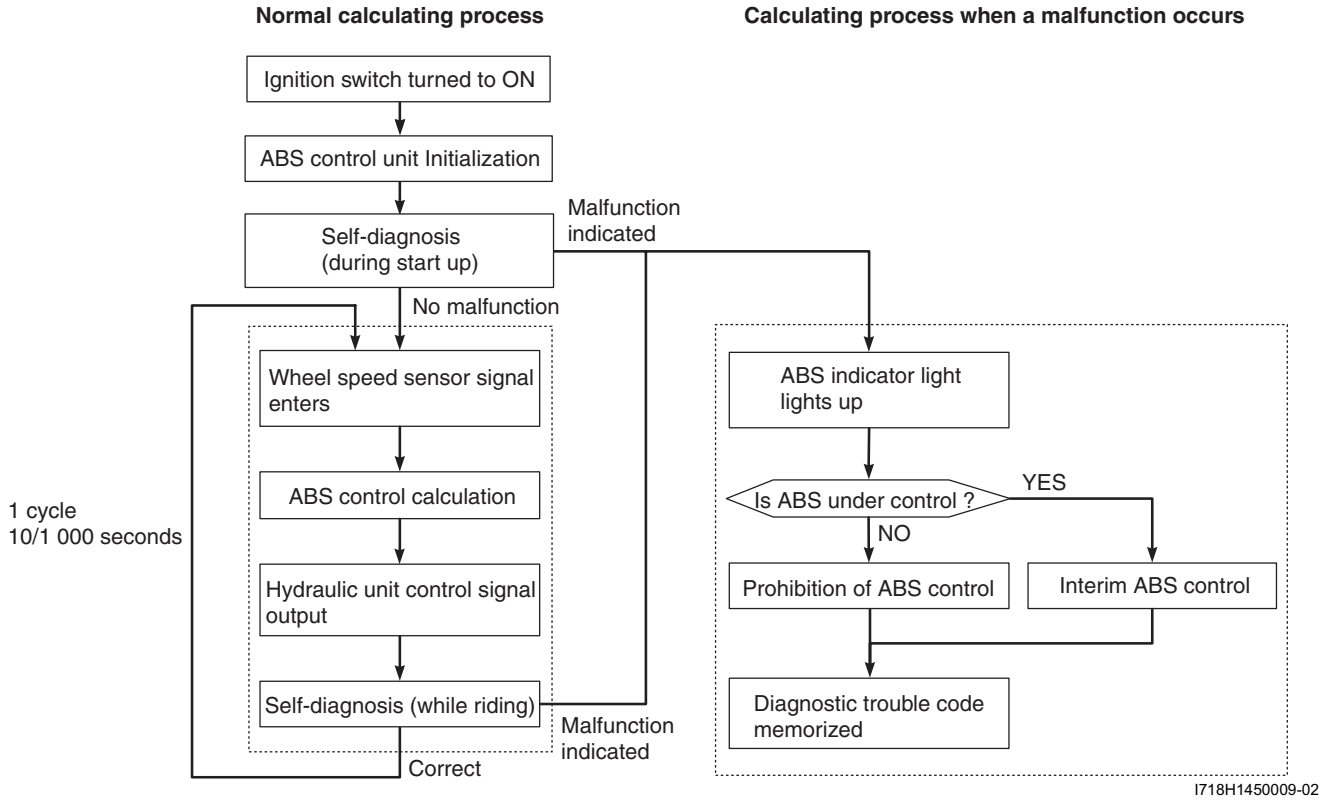 Normal calculating process
Calculating process when a malfunction occurs
Ignition switch turned to ON
ABS control unit Initialization
Self-diagnosis
(during start up)
Malfunction
indicated
No malfunction
Wheel speed sensor signal
enters
ABS control calculation
Hydraulic unit control signal
output
Self-diagnosis (while riding)
Malfunction
indicated
Correct
1 cycle
10/1 000 seconds
ABS indicator light
lights up
Is ABS under control ?
YES
NO
Prohibition of ABS control
Interim ABS control
Diagnostic trouble code
memorized
I718H1450009-02